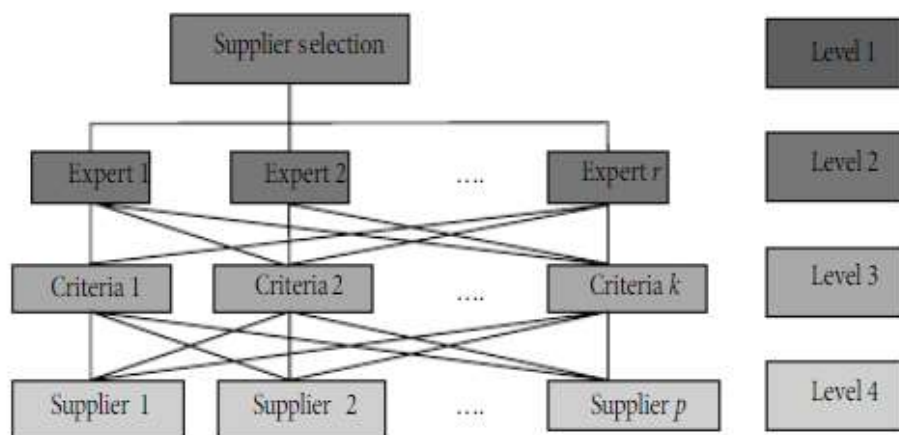 Supplier selection
Level 1
Expert 1
Expert 2
....
Expert r
Level 2
Criteria 1
Criteria 2
....
Criteria k
Level 3
Supplier 1
Supplier 2
....
Supplier p
Level 4